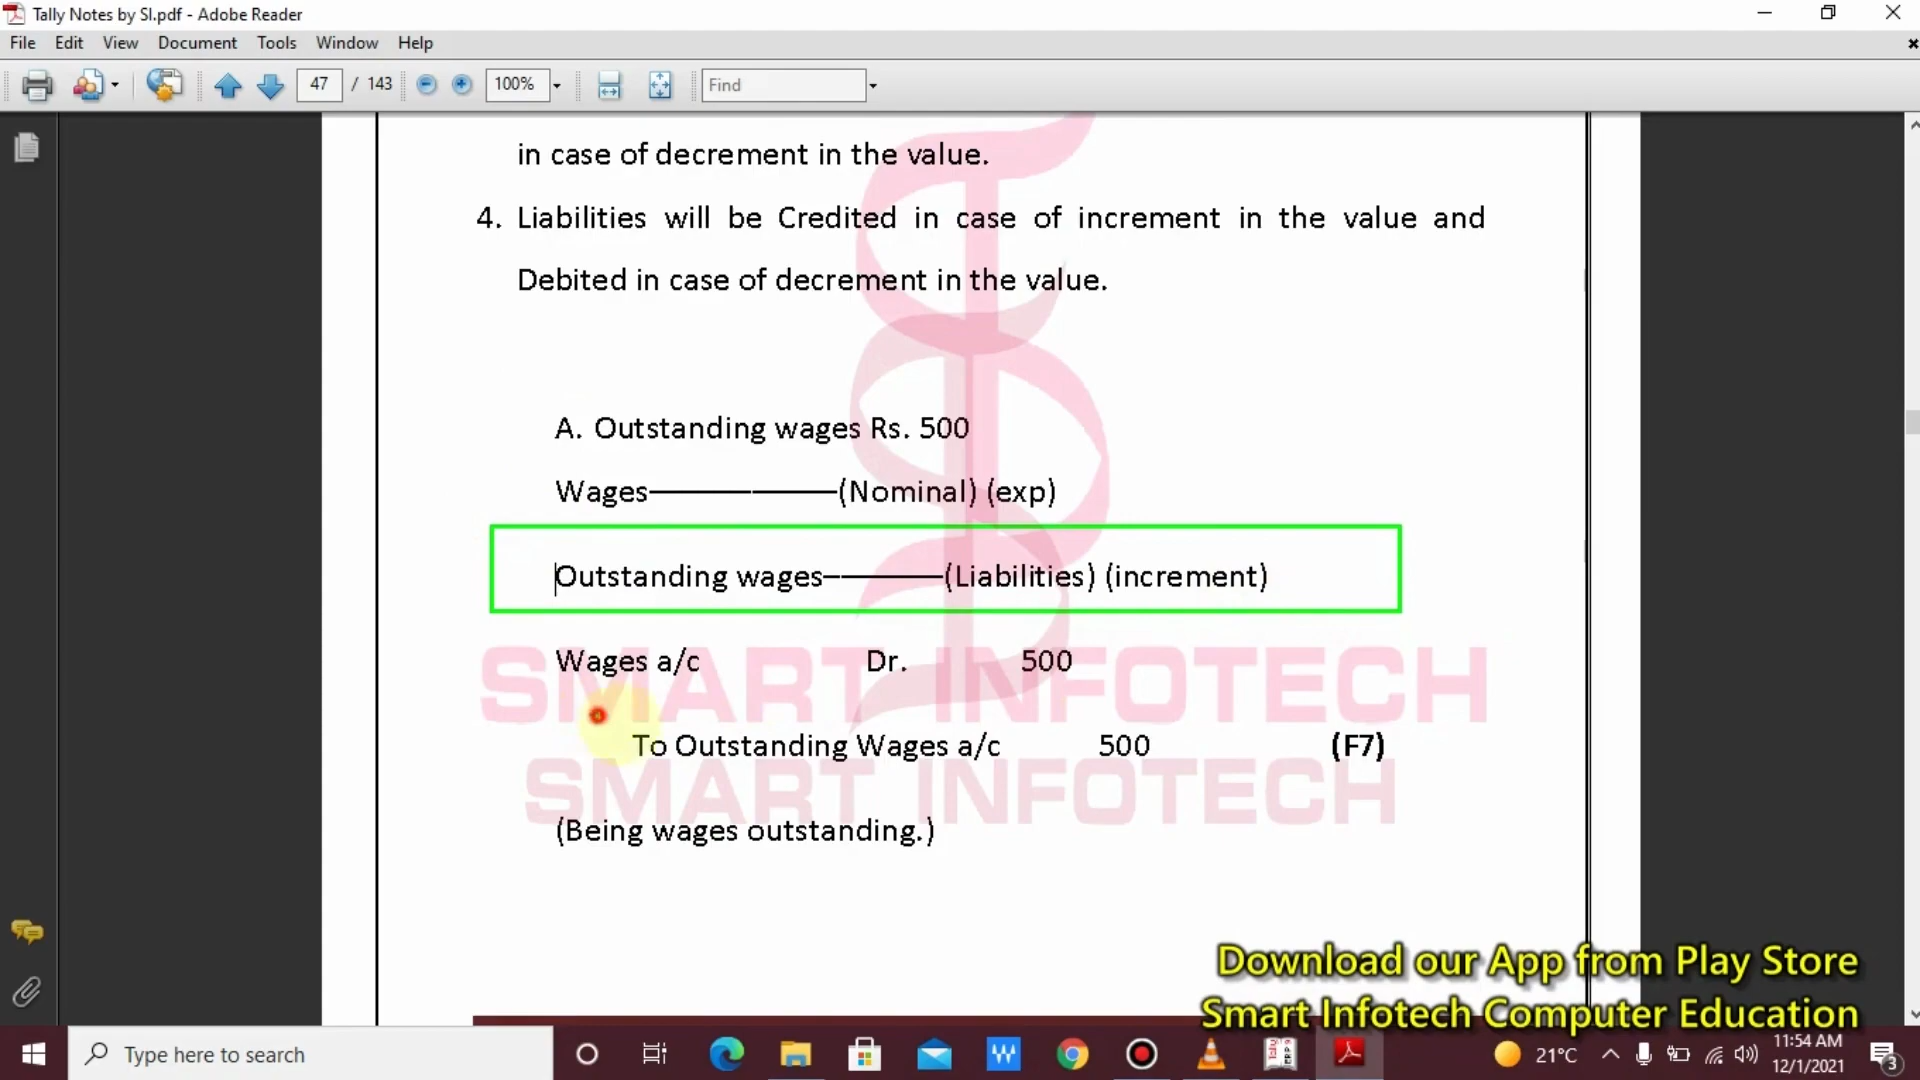 Tally Notes by SI.pdf - Adobe Reader
File Edit View Document Tools Window Help
47 / 143 100% Find
in case of decrement in the value.
4. Liabilities will be Credited in case of increment in the value and
Debited in case of decrement in the value.
A. Outstanding wages Rs. 500
Wages——————(Nominal) (exp)
Outstanding wages————(Liabilities) (increment)
Wages a/c Dr. 500
SMART INFOTECH
To Outstanding Wages a/c 500 (F7)
SMART INFOTECH
(Being wages outstanding.)
Download our App from Play Store
Smart Infotech Computer Education
Type here to search
21°C
11:54 AM
12/1/2021
3